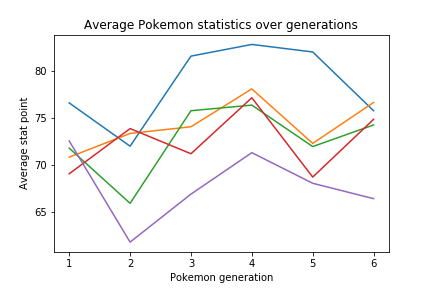 Average Pokemon statistics over generations
80
75
70
65
Average stat point
1 2 3 4 5 6
Pokemon generation